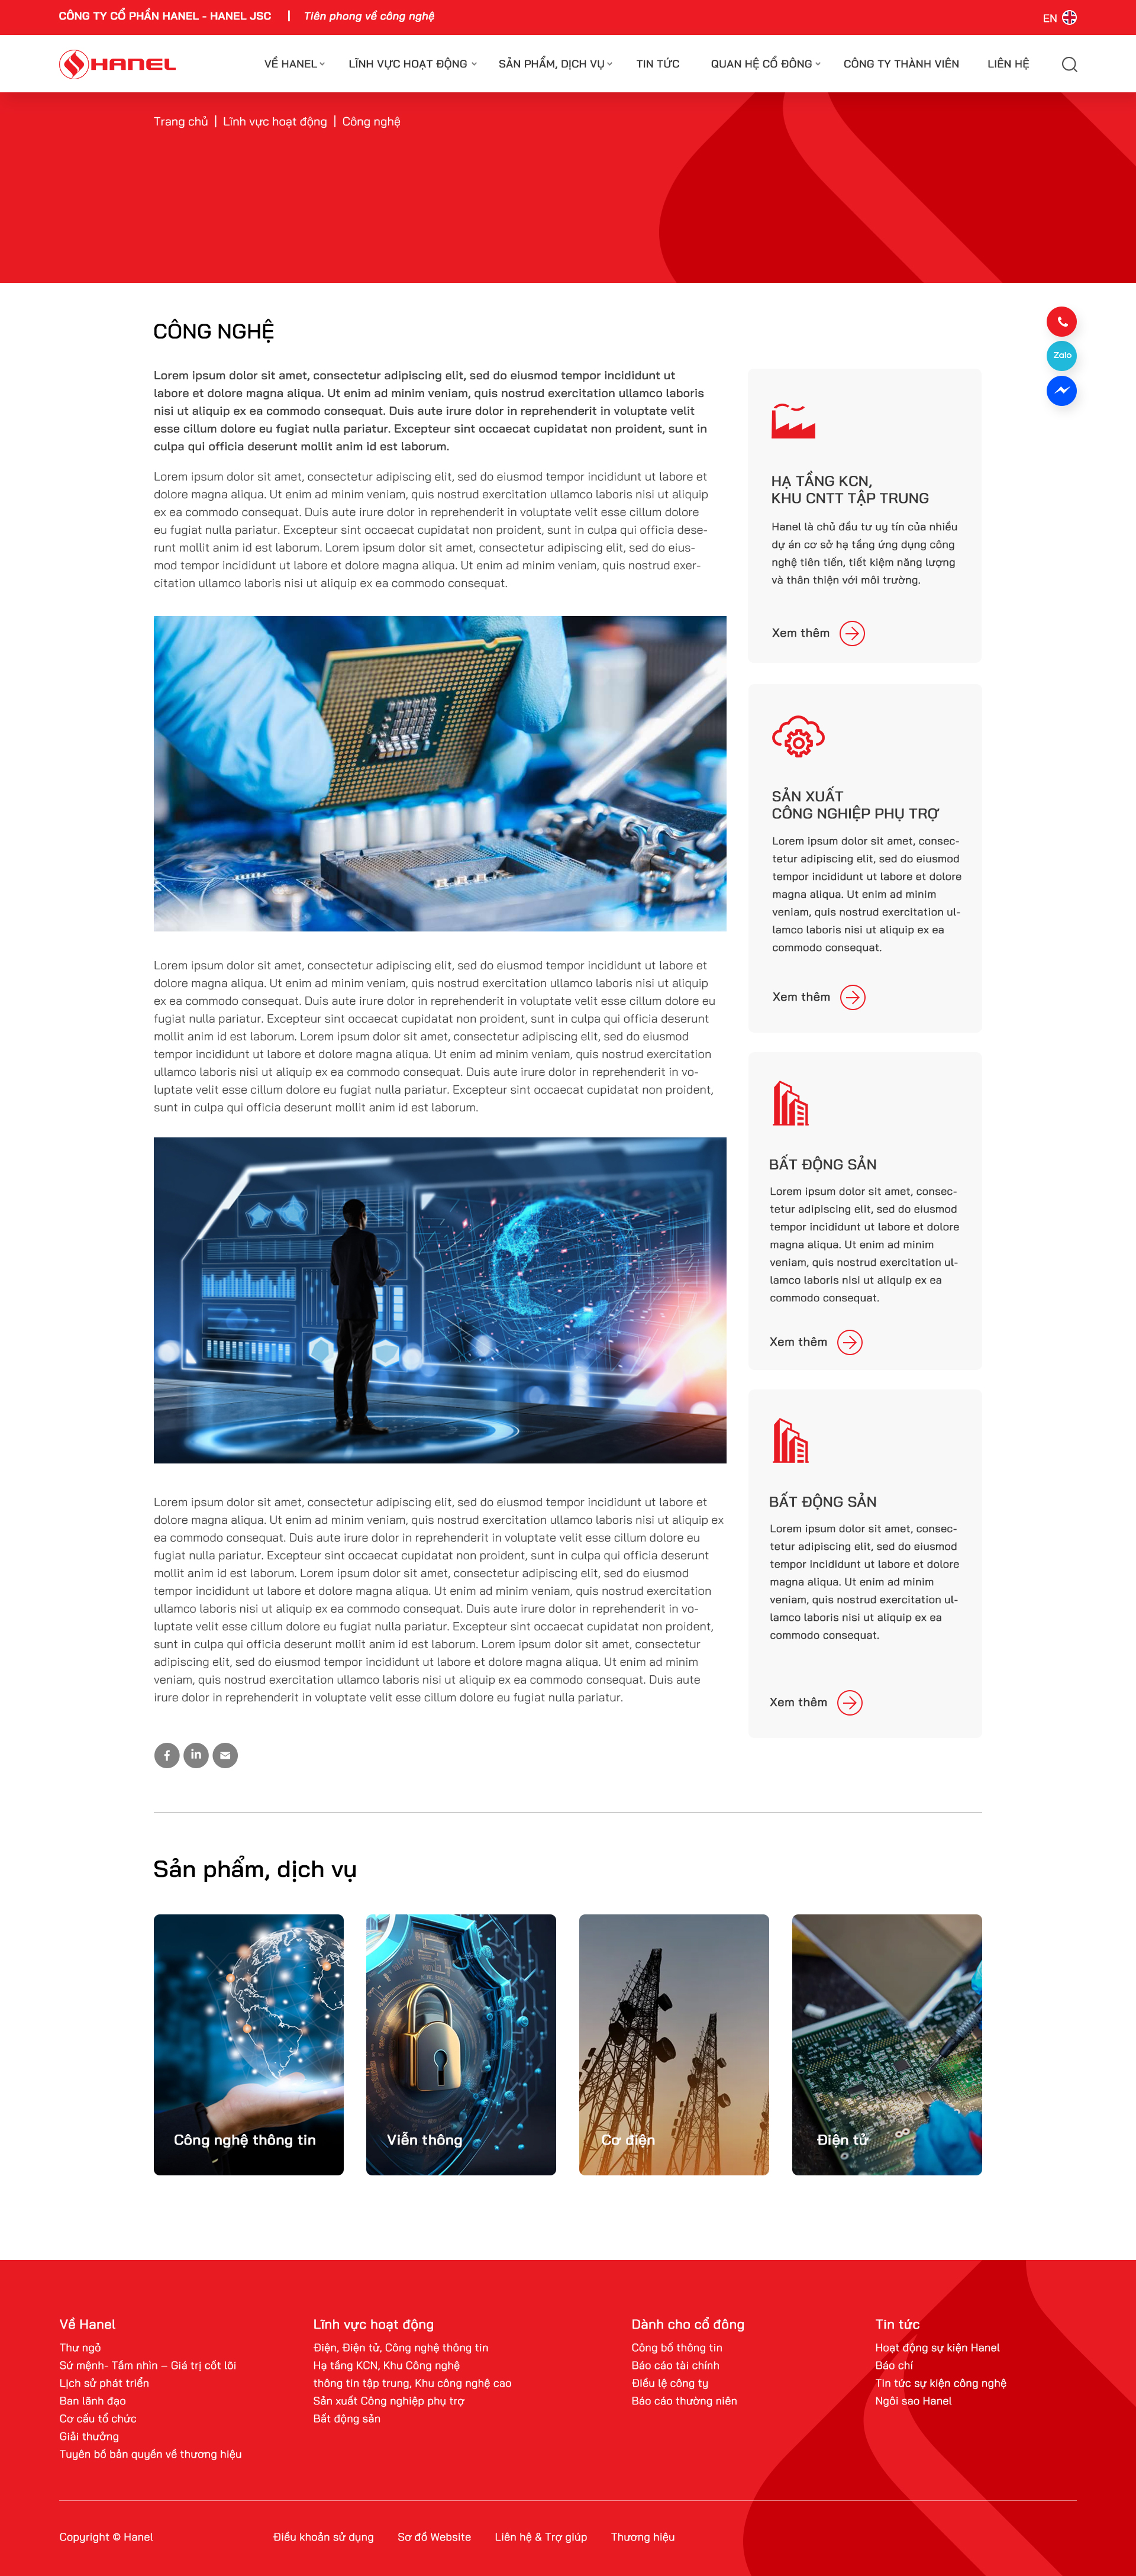 CÔNG TY CỔ PHẦN HANEL - HANEL JSC | Tiên phong về công nghệ
EN
HANEL
VỀ HANEL
LĨNH VỰC HOẠT ĐỘNG
SẢN PHẨM, DỊCH VỤ
TIN TỨC
QUAN HỆ CỔ ĐÔNG
CÔNG TY THÀNH VIÊN
LIÊN HỆ
Trang chủ | Lĩnh vực hoạt động | Công nghệ
Zalo
CÔNG NGHỆ
Lorem ipsum dolor sit amet, consectetur adipiscing elit, sed do eiusmod tempor incididunt ut
labore et dolore magna aliqua. Ut enim ad minim veniam, quis nostrud exercitation ullamco laboris
nisi ut aliquip ex ea commodo consequat. Duis aute irure dolor in reprehenderit in voluptate velit
esse cillum dolore eu fugiat nulla pariatur. Excepteur sint occaecat cupidatat non proident, sunt in
culpa qui officia deserunt mollit anim id est laborum.
Lorem ipsum dolor sit amet, consectetur adipiscing elit, sed do eiusmod tempor incididunt ut labore et
dolore magna aliqua. Ut enim ad minim veniam, quis nostrud exercitation ullamco laboris nisi ut aliquip
ex ea commodo consequat. Duis aute irure dolor in reprehenderit in voluptate velit esse cillum dolore
eu fugiat nulla pariatur. Excepteur sint occaecat cupidatat non proident, sunt in culpa qui officia dese-
runt mollit anim id est laborum. Lorem ipsum dolor sit amet, consectetur adipiscing elit, sed do eius-
mod tempor incididunt ut labore et dolore magna aliqua. Ut enim ad minim veniam, quis nostrud exer-
citation ullamco laboris nisi ut aliquip ex ea commodo consequat.
Lorem ipsum dolor sit amet, consectetur adipiscing elit, sed do eiusmod tempor incididunt ut labore et
dolore magna aliqua. Ut enim ad minim veniam, quis nostrud exercitation ullamco laboris nisi ut aliquip
ex ea commodo consequat. Duis aute irure dolor in reprehenderit in voluptate velit esse cillum dolore eu
fugiat nulla pariatur. Excepteur sint occaecat cupidatat non proident, sunt in culpa qui officia deserunt
mollit anim id est laborum. Lorem ipsum dolor sit amet, consectetur adipiscing elit, sed do eiusmod
tempor incididunt ut labore et dolore magna aliqua. Ut enim ad minim veniam, quis nostrud exercitation
ullamco laboris nisi ut aliquip ex ea commodo consequat. Duis aute irure dolor in reprehenderit in vo-
luptate velit esse cillum dolore eu fugiat nulla pariatur. Excepteur sint occaecat cupidatat non proident,
sunt in culpa qui officia deserunt mollit anim id est laborum.
Lorem ipsum dolor sit amet, consectetur adipiscing elit, sed do eiusmod tempor incididunt ut labore et
dolore magna aliqua. Ut enim ad minim veniam, quis nostrud exercitation ullamco laboris nisi ut aliquip ex
ea commodo consequat. Duis aute irure dolor in reprehenderit in voluptate velit esse cillum dolore eu
fugiat nulla pariatur. Excepteur sint occaecat cupidatat non proident, sunt in culpa qui officia deserunt
mollit anim id est laborum. Lorem ipsum dolor sit amet, consectetur adipiscing elit, sed do eiusmod
tempor incididunt ut labore et dolore magna aliqua. Ut enim ad minim veniam, quis nostrud exercitation
ullamco laboris nisi ut aliquip ex ea commodo consequat. Duis aute irure dolor in reprehenderit in vo-
luptate velit esse cillum dolore eu fugiat nulla pariatur. Excepteur sint occaecat cupidatat non proident,
sunt in culpa qui officia deserunt mollit anim id est laborum. Lorem ipsum dolor sit amet, consectetur
adipiscing elit, sed do eiusmod tempor incididunt ut labore et dolore magna aliqua. Ut enim ad minim
veniam, quis nostrud exercitation ullamco laboris nisi ut aliquip ex ea commodo consequat. Duis aute
irure dolor in reprehenderit in voluptate velit esse cillum dolore eu fugiat nulla pariatur.
HẠ TẦNG KCN,
KHU CNTT TẬP TRUNG
Hanel là chủ đầu tư uy tín của nhiều
dự án cơ sở hạ tầng ứng dụng công
nghệ tiên tiến, tiết kiệm năng lượng
và thân thiện với môi trường.
Xem thêm
SẢN XUẤT
CÔNG NGHIỆP PHỤ TRỢ
Lorem ipsum dolor sit amet, consec-
tetur adipiscing elit, sed do eiusmod
tempor incididunt ut labore et dolore
magna aliqua. Ut enim ad minim
veniam, quis nostrud exercitation ul-
lamco laboris nisi ut aliquip ex ea
commodo consequat.
Xem thêm
BẤT ĐỘNG SẢN
Lorem ipsum dolor sit amet, consec-
tetur adipiscing elit, sed do eiusmod
tempor incididunt ut labore et dolore
magna aliqua. Ut enim ad minim
veniam, quis nostrud exercitation ul-
lamco laboris nisi ut aliquip ex ea
commodo consequat.
Xem thêm
BẤT ĐỘNG SẢN
Lorem ipsum dolor sit amet, consec-
tetur adipiscing elit, sed do eiusmod
tempor incididunt ut labore et dolore
magna aliqua. Ut enim ad minim
veniam, quis nostrud exercitation ul-
lamco laboris nisi ut aliquip ex ea
commodo consequat.
Xem thêm
Sản phẩm, dịch vụ
Công nghệ thông tin
Viễn thông
Cơ điện
Điện tử
Về Hanel
Thư ngỏ
Sứ mệnh- Tầm nhìn – Giá trị cốt lõi
Lịch sử phát triển
Ban lãnh đạo
Cơ cấu tổ chức
Giải thưởng
Tuyên bố bản quyền về thương hiệu
Lĩnh vực hoạt động
Điện, Điện tử, Công nghệ thông tin
Hạ tầng KCN, Khu Công nghệ
thông tin tập trung, Khu công nghệ cao
Sản xuất Công nghiệp phụ trợ
Bất động sản
Dành cho cổ đông
Công bố thông tin
Báo cáo tài chính
Điều lệ công ty
Báo cáo thường niên
Tin tức
Hoạt động sự kiện Hanel
Báo chí
Tin tức sự kiện công nghệ
Ngôi sao Hanel
Copyright © Hanel
Điều khoản sử dụng
Sơ đồ Website
Liên hệ & Trợ giúp
Thương hiệu